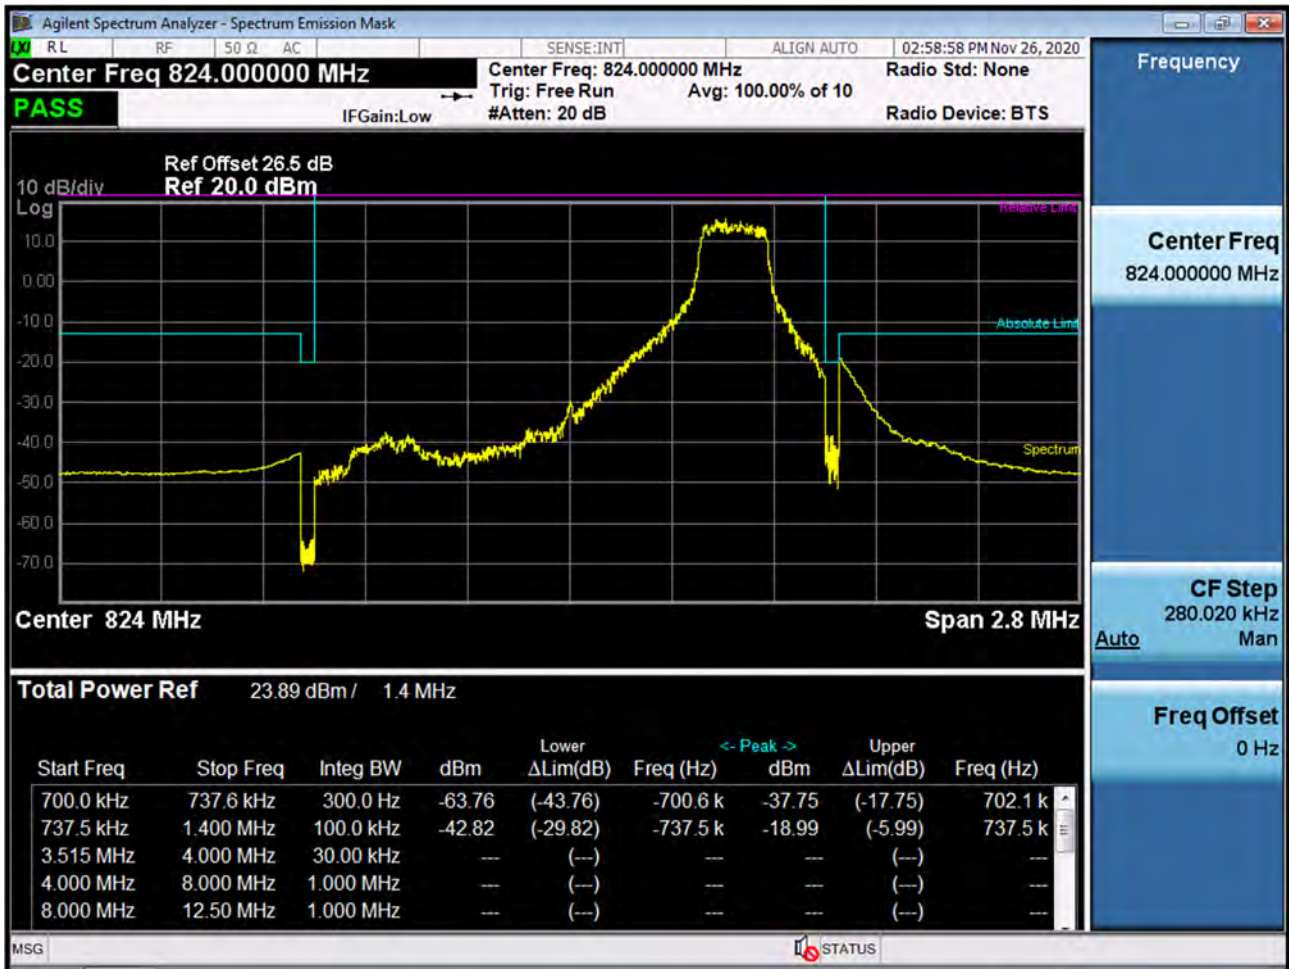 Agilent Spectrum Analyzer - Spectrum Emission Mask
LXI RL RF 50 Ω AC SENSE:INT ALIGN AUTO 02:58:58 PM Nov 26, 2020
Center Freq 824.000000 MHz
Center Freq: 824.000000 MHz Radio Std: None
Trig: Free Run Avg: 100.00% of 10
PASS IFGain:Low #Atten: 20 dB Radio Device: BTS
Ref Offset 26.5 dB
10 dB/div Ref 20.0 dBm
Log
Relative Limit
10.0
0.00
-10.0
Absolute Limit
-20.0
-30.0
-40.0
Spectrum
-50.0
-60.0
-70.0
Center 824 MHz Span 2.8 MHz
Total Power Ref 23.89 dBm / 1.4 MHz
Lower <- Peak -> Upper
Start Freq Stop Freq Integ BW dBm ΔLim(dB) Freq (Hz) dBm ΔLim(dB) Freq (Hz)
700.0 kHz 737.6 kHz 300.0 Hz -63.76 (-43.76) -700.6 k -37.75 (-17.75) 702.1 k
737.5 kHz 1.400 MHz 100.0 kHz -42.82 (-29.82) -737.5 k -18.99 (-5.99) 737.5 k
3.515 MHz 4.000 MHz 30.00 kHz --- (---) --- --- (---) ---
4.000 MHz 8.000 MHz 1.000 MHz --- (---) --- --- (---) ---
8.000 MHz 12.50 MHz 1.000 MHz --- (---) --- --- (---) ---
MSG STATUS
Frequency
Center Freq
824.000000 MHz
CF Step
280.020 kHz
Auto Man
Freq Offset
0 Hz